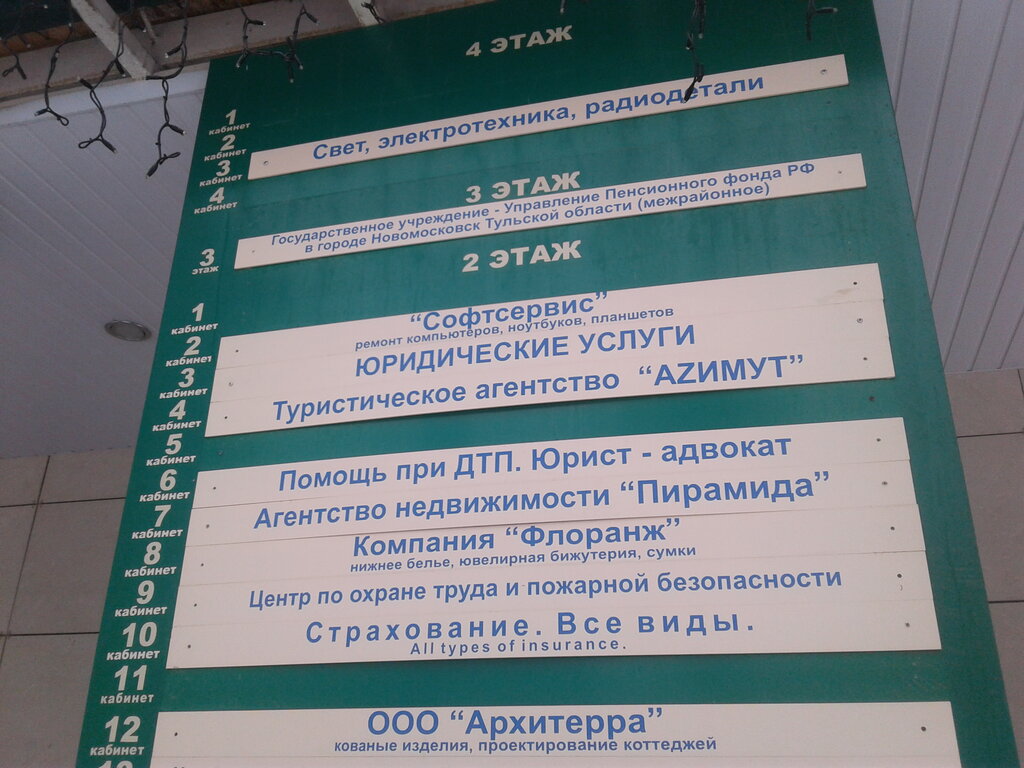 4 ЭТАЖ
1
кабинет
2
кабинет
Свет, электротехника, радиодетали
3
кабинет
4
кабинет
3 ЭТАЖ
3
этаж
Государственное учреждение - Управление Пенсионного фонда РФ
в городе Новомосковск Тульской области (межрайонное)
2 ЭТАЖ
1
кабинет
2
кабинет
“Софтсервис”
ремонт компьютеров, ноутбуков, планшетов
3
кабинет
ЮРИДИЧЕСКИЕ УСЛУГИ
4
кабинет
Туристическое агентство “АZИМУТ”
5
кабинет
6
кабинет
Помощь при ДТП. Юрист - адвокат
7
кабинет
Агентство недвижимости “Пирамида”
8
кабинет
Компания “Флоранж”
нижнее белье, ювелирная бижутерия, сумки
9
кабинет
Центр по охране труда и пожарной безопасности
10
кабинет
Страхование. Все виды.
All types of insurance.
11
кабинет
12
кабинет
ООО “Архитерра”
кованые изделия, проектирование коттеджей